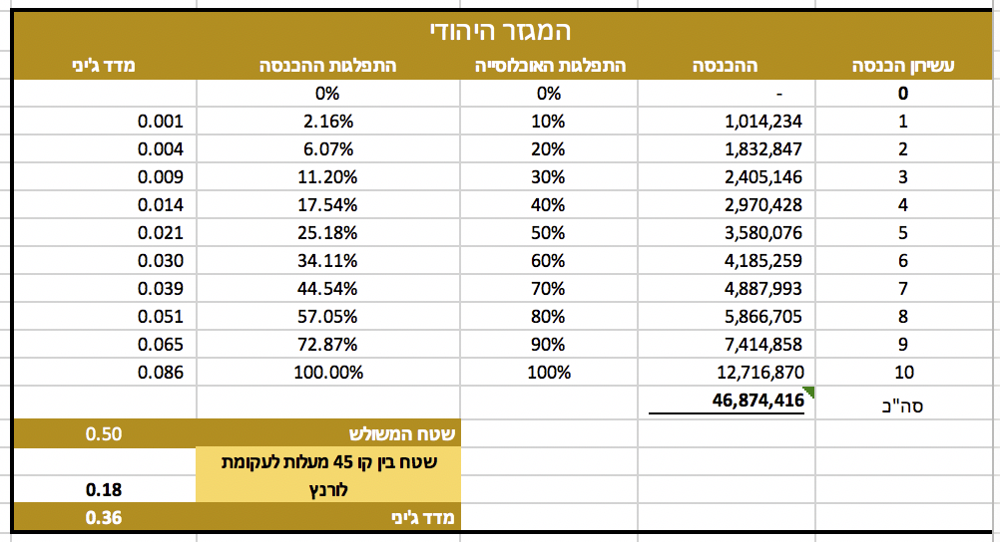 המגזר היהודי
עשירון הכנסה ההכנסה התפלגות האוכלוסייה התפלגות ההכנסה מדד ג'יני
0 - 0% 0%
1 1,014,234 10% 2.16% 0.001
2 1,832,847 20% 6.07% 0.004
3 2,405,146 30% 11.20% 0.009
4 2,970,428 40% 17.54% 0.014
5 3,580,076 50% 25.18% 0.021
6 4,185,259 60% 34.11% 0.030
7 4,887,993 70% 44.54% 0.039
8 5,866,705 80% 57.05% 0.051
9 7,414,858 90% 72.87% 0.065
10 12,716,870 100% 100.00% 0.086
סה"כ 46,874,416
שטח המשולש 0.50
שטח בין קו 45 מעלות לעקומת
לורנץ 0.18
מדד ג'יני 0.36